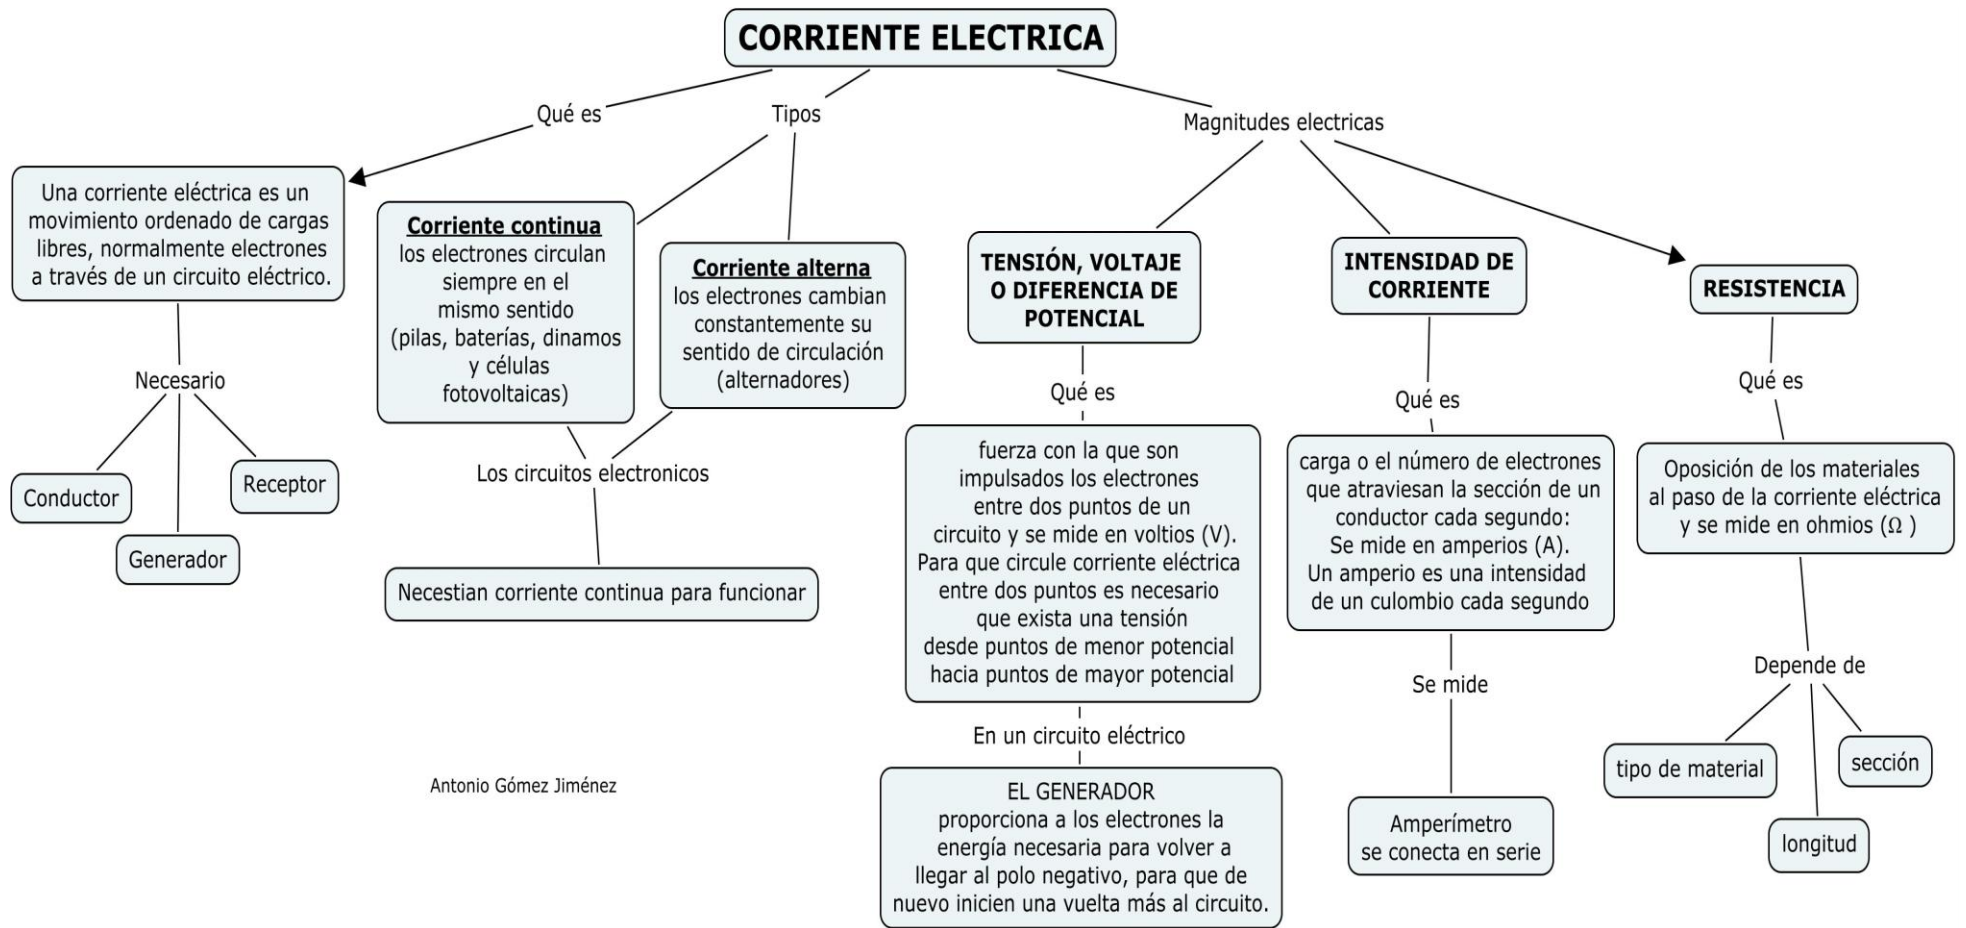 CORRIENTE ELECTRICA
Qué es
Tipos
Magnitudes electricas
Una corriente eléctrica es un
movimiento ordenado de cargas
libres, normalmente electrones
a través de un circuito eléctrico.
Necesario
Conductor
Generador
Receptor
Corriente continua
los electrones circulan
siempre en el
mismo sentido
(pilas, baterías, dinamos
y células
fotovoltaicas)
Corriente alterna
los electrones cambian
constantemente su
sentido de circulación
(alternadores)
Los circuitos electronicos
Necestian corriente continua para funcionar
TENSIÓN, VOLTAJE
O DIFERENCIA DE
POTENCIAL
Qué es
fuerza con la que son
impulsados los electrones
entre dos puntos de un
circuito y se mide en voltios (V).
Para que circule corriente eléctrica
entre dos puntos es necesario
que exista una tensión
desde puntos de menor potencial
hacia puntos de mayor potencial
En un circuito eléctrico
EL GENERADOR
proporciona a los electrones la
energía necesaria para volver a
llegar al polo negativo, para que de
nuevo inicien una vuelta más al circuito.
INTENSIDAD DE
CORRIENTE
Qué es
carga o el número de electrones
que atraviesan la sección de un
conductor cada segundo:
Se mide en amperios (A).
Un amperio es una intensidad
de un culombio cada segundo
Se mide
Amperímetro
se conecta en serie
RESISTENCIA
Qué es
Oposición de los materiales
al paso de la corriente eléctrica
y se mide en ohmios (Ω )
Depende de
tipo de material
longitud
sección
Antonio Gómez Jiménez